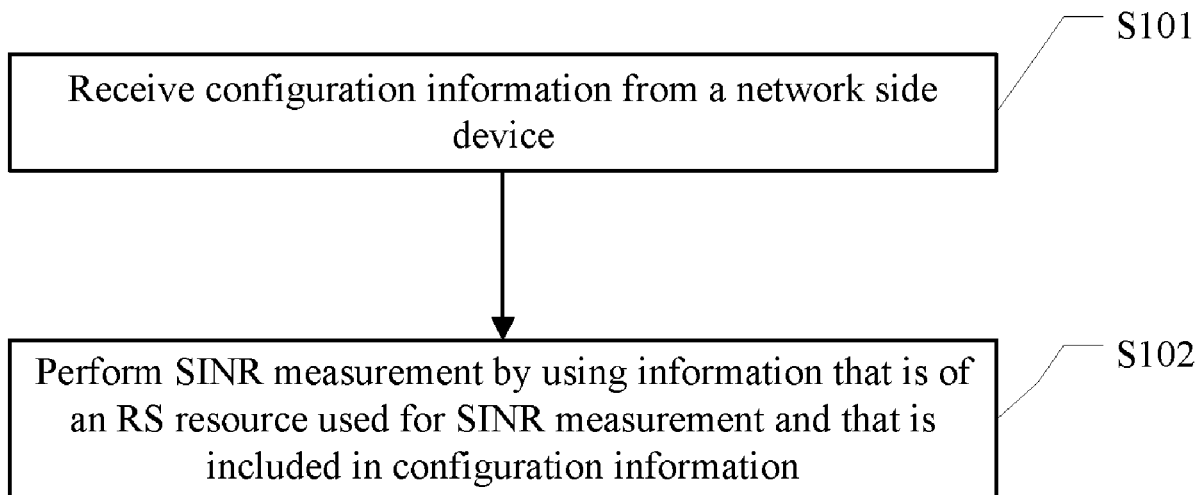 S101
Receive configuration information from a network side
device
S102
Perform SINR measurement by using information that is of
an RS resource used for SINR measurement and that is
included in configuration information